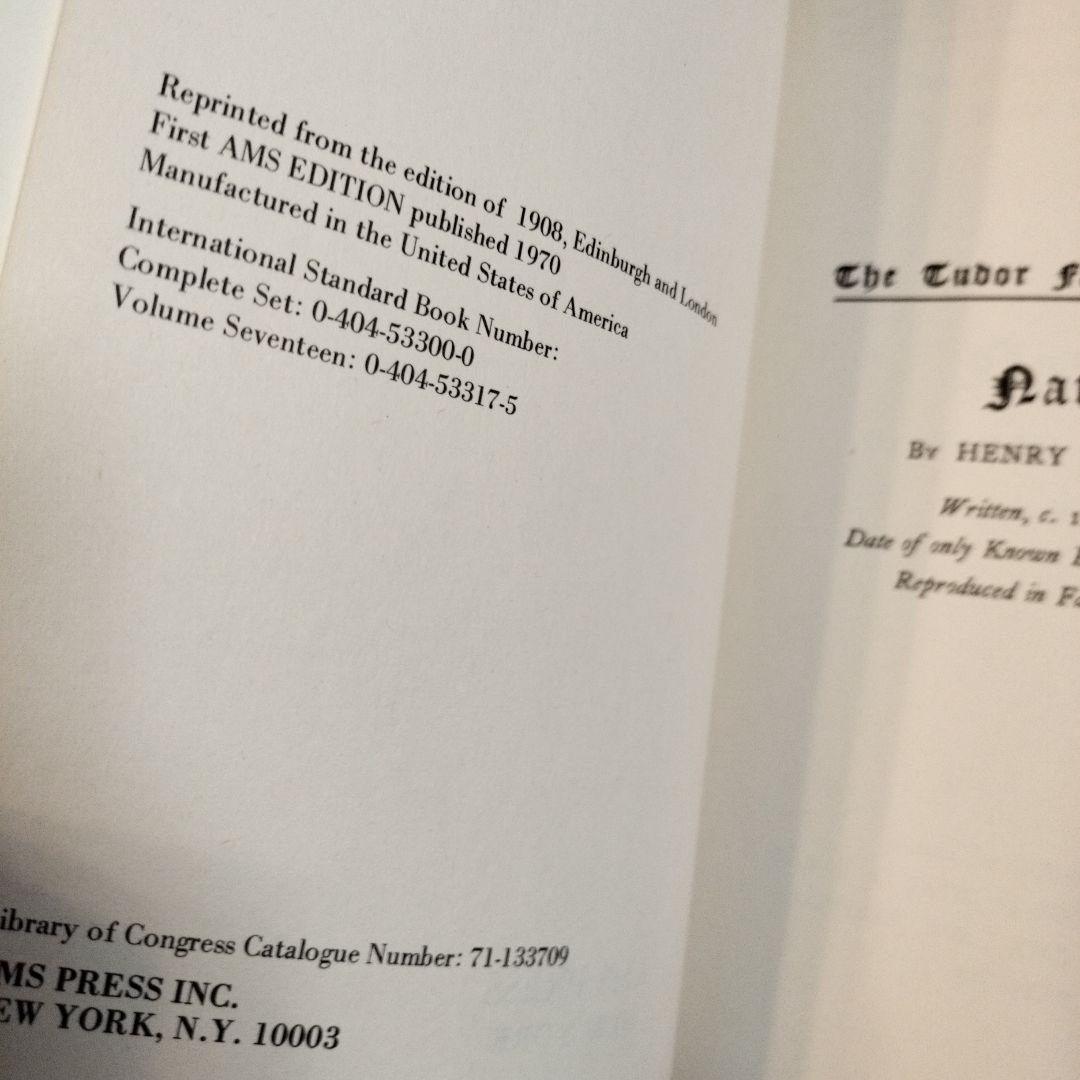 Reprinted from the edition of 1908, Edinburgh and London
First AMS EDITION published 1970
Manufactured in the United States of America
International Standard Book Number:
Complete Set: 0-404-53300-0
Volume Seventeen: 0-404-53317-5
ibrary of Congress Catalogue Number: 71-133709
MS PRESS INC.
EW YORK, N.Y. 10003
The Tudor F
Nat
By HENRY
Written, c. 1
Date of only Known
Reproduced in Fa